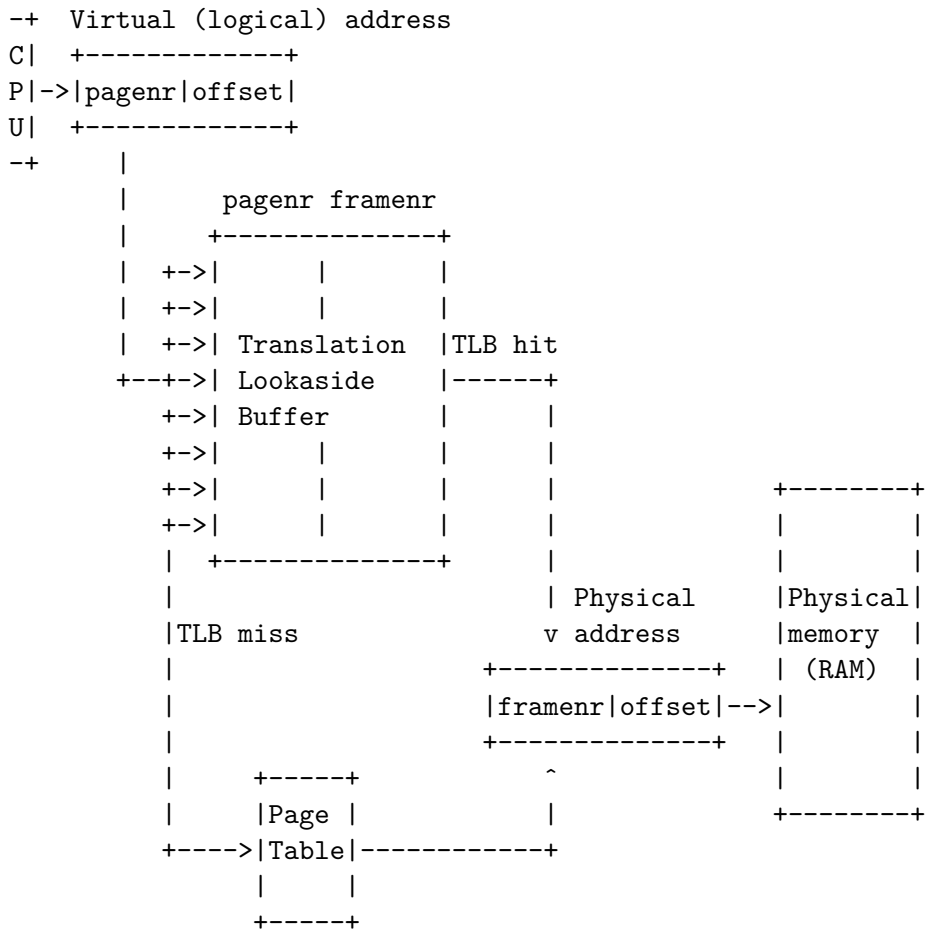 -+  Virtual (logical) address
C|  +-------------+
P|->|pagenr|offset|
U|  +-------------+
-+     |
       |     pagenr framenr
       |    +--------------+
       | +->|      |       |
       | +->|      |       |
       | +->| Translation  |TLB hit
       +--+->| Lookaside    |------+
         +->| Buffer       |      |
         +->|      |       |      |
         +->|      |       |      |              +--------+
         +->|      |       |      |              |        |
         |  +--------------+      |              |        |
         |                        | Physical     |Physical|
         |TLB miss                v address      |memory  |
         |                    +--------------+   | (RAM)  |
         |                    |framenr|offset|-->|        |
         |                    +--------------+   |        |
         |     +-----+            ^              |        |
         |     |Page |            |              +--------+
         +---->|Table|------------+
               |     |
               +-----+